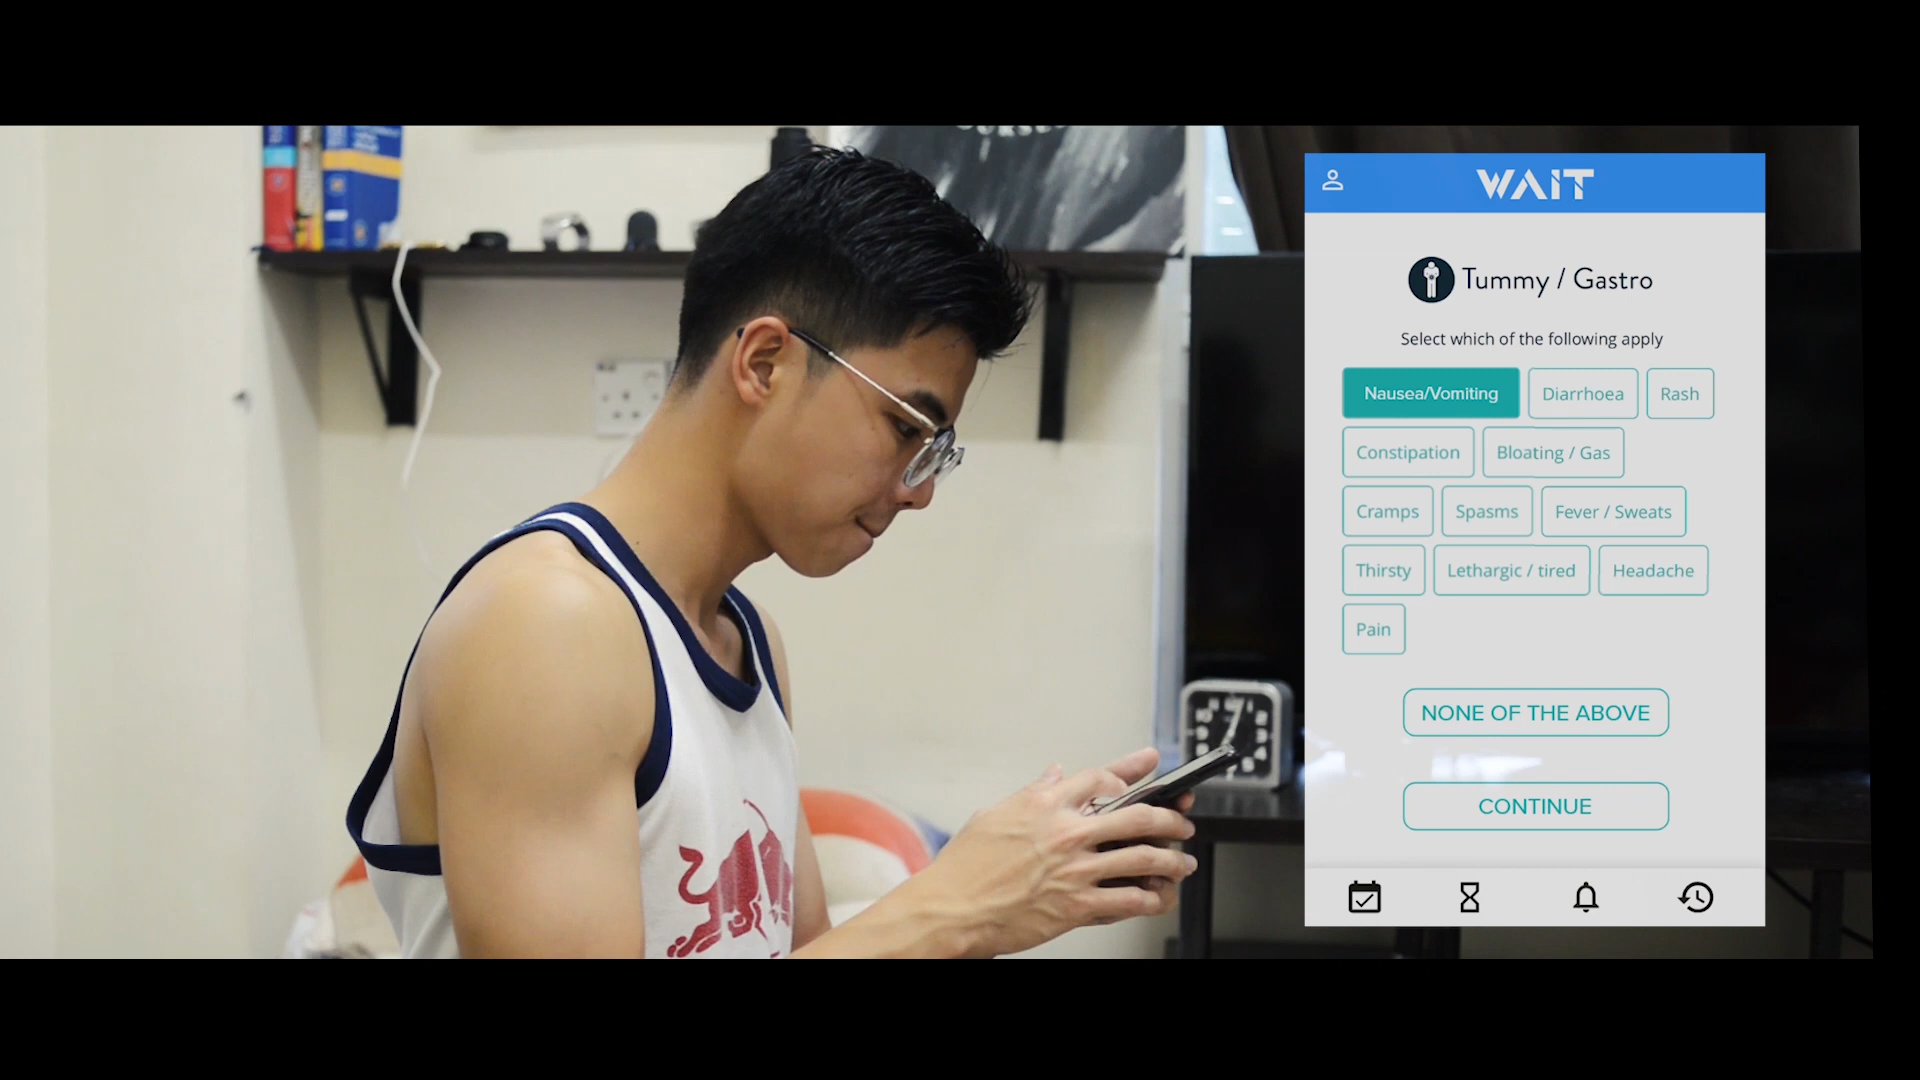 WAIT
Tummy / Gastro
Select which of the following apply
Nausea/Vomiting Diarrhoea Rash
Constipation Bloating / Gas
Cramps Spasms Fever / Sweats
Thirsty Lethargic / tired Headache
Pain
NONE OF THE ABOVE
CONTINUE